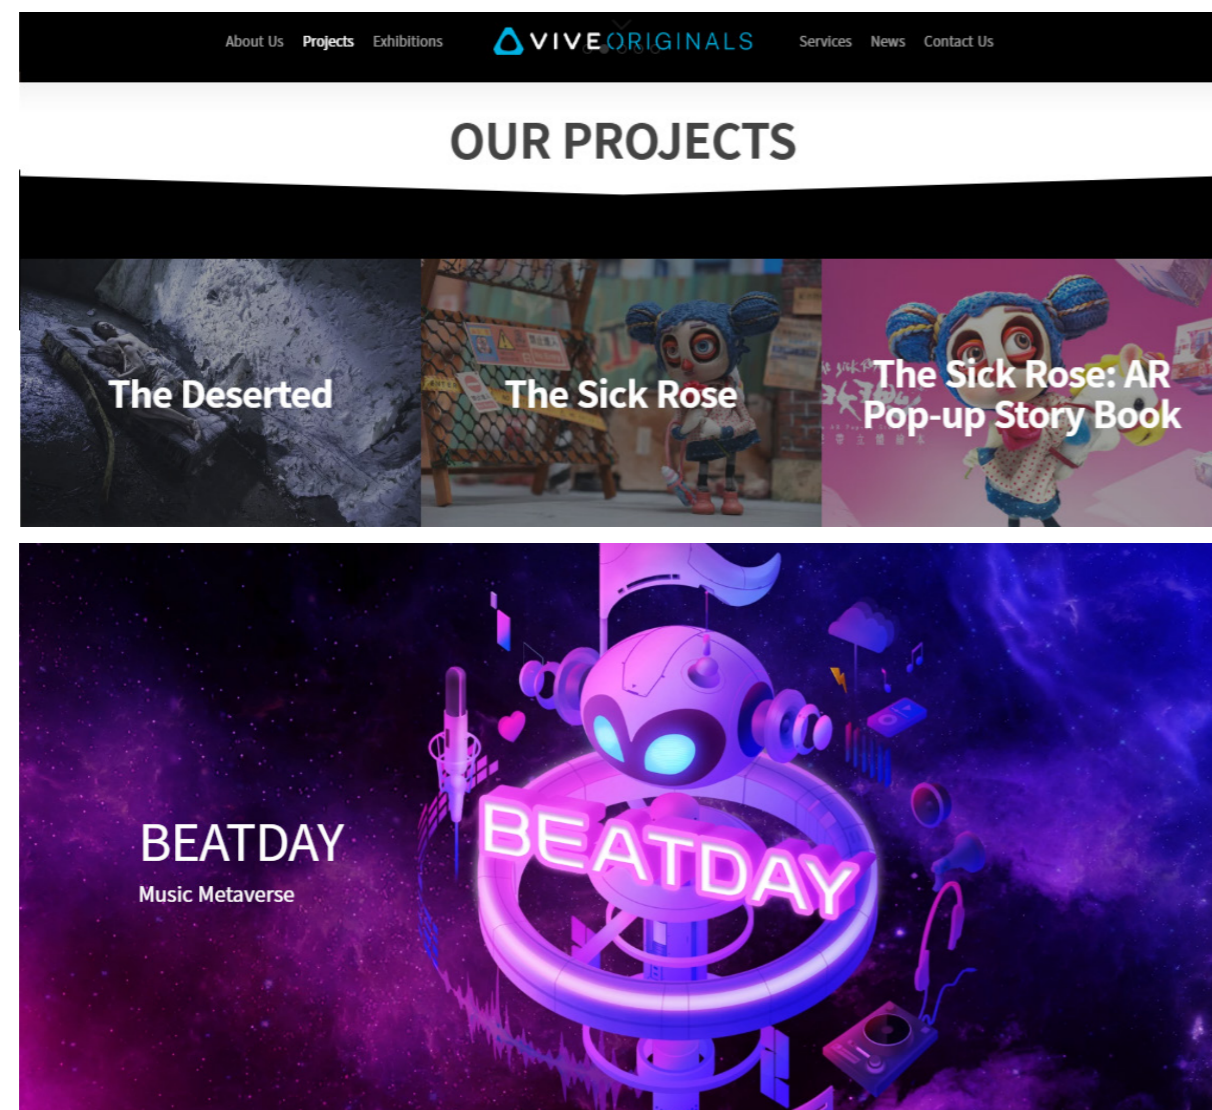 About Us Projects Exhibitions VIVEORIGINALS Services News Contact Us
OUR PROJECTS
The Deserted
The Sick Rose
The Sick Rose: AR
Pop-up Story Book
BEATDAY
BEATDAY
Music Metaverse